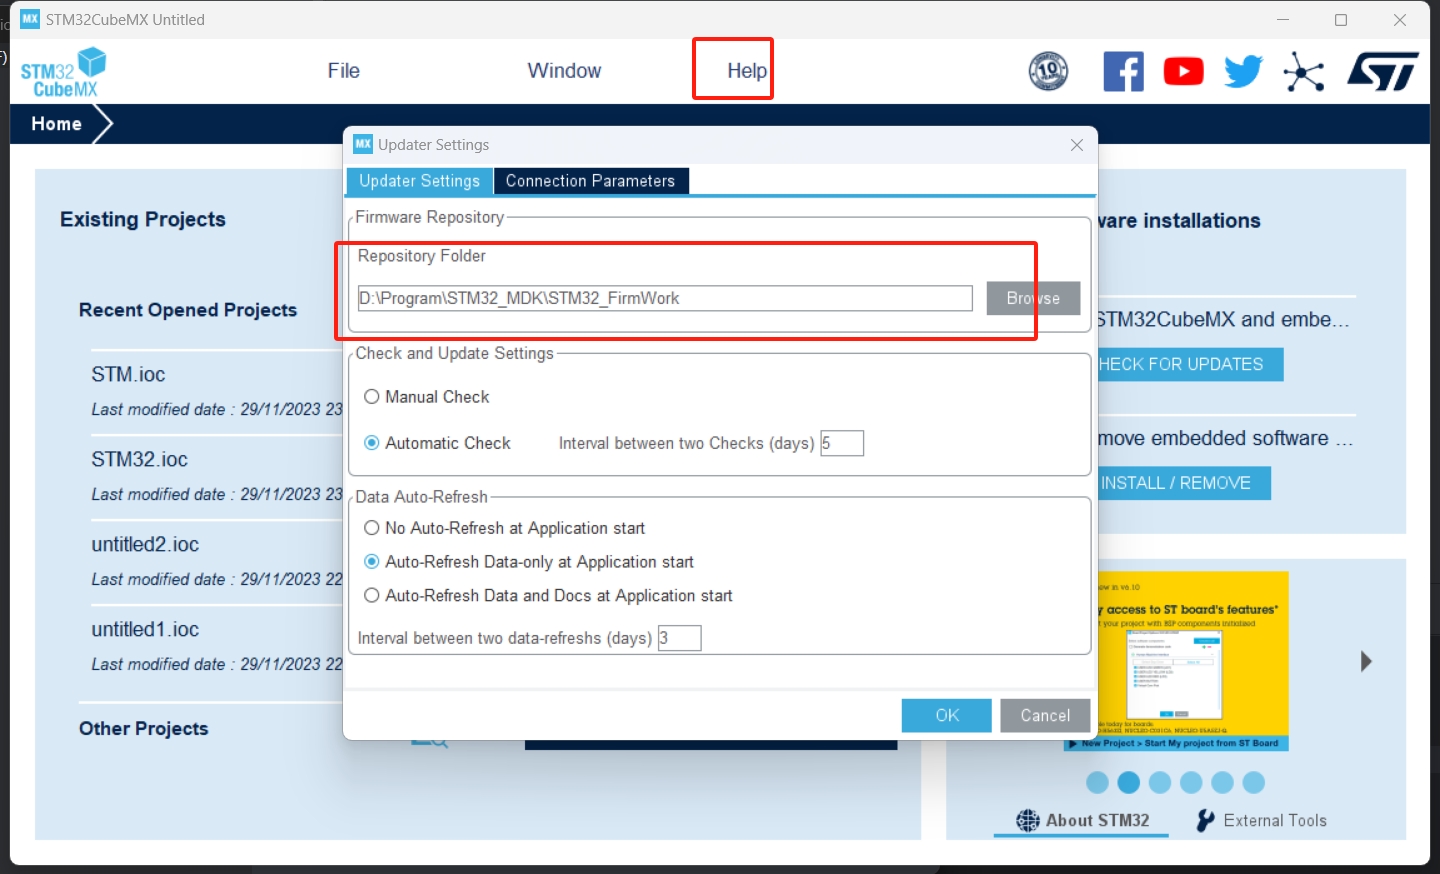 MX STM32CubeMX Untitled
STM32
CubeMX
File
Window
Help
10
Home
MX Updater Settings
Updater Settings
Connection Parameters
Firmware Repository
Repository Folder
D:\Program\STM32_MDK\STM32_FirmWork
Browse
Check and Update Settings
Manual Check
Automatic Check
Interval between two Checks (days) 5
Data Auto-Refresh
No Auto-Refresh at Application start
Auto-Refresh Data-only at Application start
Auto-Refresh Data and Docs at Application start
Interval between two data-refreshs (days) 3
OK
Cancel
Existing Projects
Recent Opened Projects
STM.ioc
Last modified date : 29/11/2023 23
STM32.ioc
Last modified date : 29/11/2023 23
untitled2.ioc
Last modified date : 29/11/2023 22
untitled1.ioc
Last modified date : 29/11/2023 22
Other Projects
vare installations
STM32CubeMX and embe...
HECK FOR UPDATES
move embedded software ...
INSTALL / REMOVE
ow in v6.10
y access to ST board's features*
t your project with BSP components initialized
le today for boards:
New Project > Start My project from ST Board
About STM32
External Tools